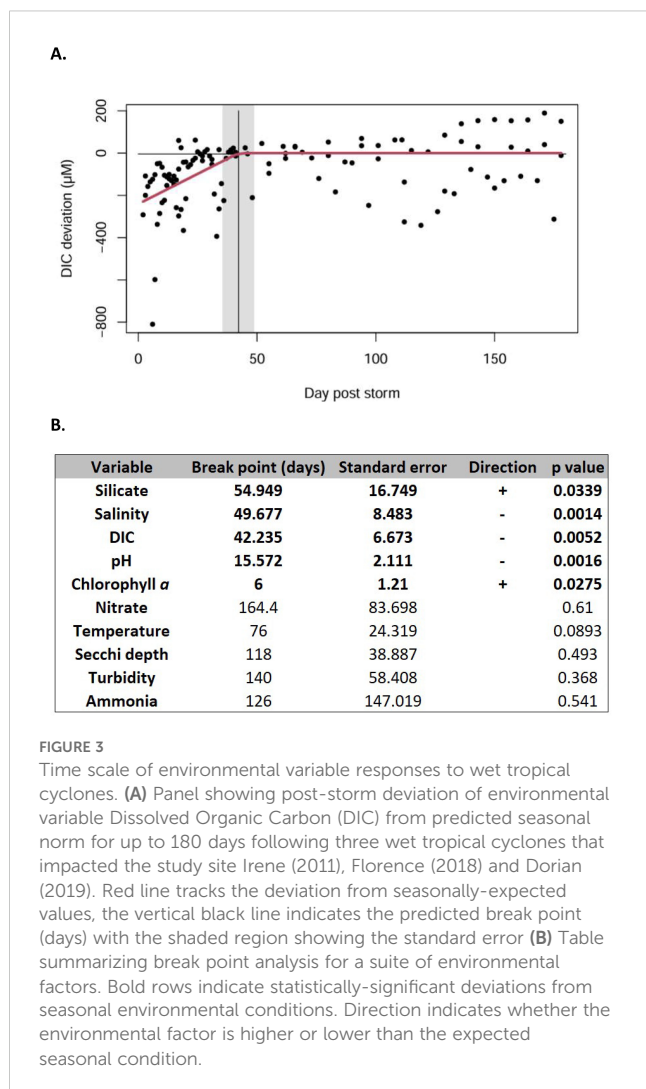 A.
200
0
-400
-800
DIC deviation (µM)
0 50 100 150
Day post storm
B.
Variable Break point (days) Standard error Direction p value
Silicate 54.949 16.749 + 0.0339
Salinity 49.677 8.483 - 0.0014
DIC 42.235 6.673 - 0.0052
pH 15.572 2.111 - 0.0016
Chlorophyll a 6 1.21 + 0.0275
Nitrate 164.4 83.698 0.61
Temperature 76 24.319 0.0893
Secchi depth 118 38.887 0.493
Turbidity 140 58.408 0.368
Ammonia 126 147.019 0.541
FIGURE 3
Time scale of environmental variable responses to wet tropical
cyclones. (A) Panel showing post-storm deviation of environmental
variable Dissolved Organic Carbon (DIC) from predicted seasonal
norm for up to 180 days following three wet tropical cyclones that
impacted the study site Irene (2011), Florence (2018) and Dorian
(2019). Red line tracks the deviation from seasonally-expected
values, the vertical black line indicates the predicted break point
(days) with the shaded region showing the standard error (B) Table
summarizing break point analysis for a suite of environmental
factors. Bold rows indicate statistically-significant deviations from
seasonal environmental conditions. Direction indicates whether the
environmental factor is higher or lower than the expected
seasonal condition.